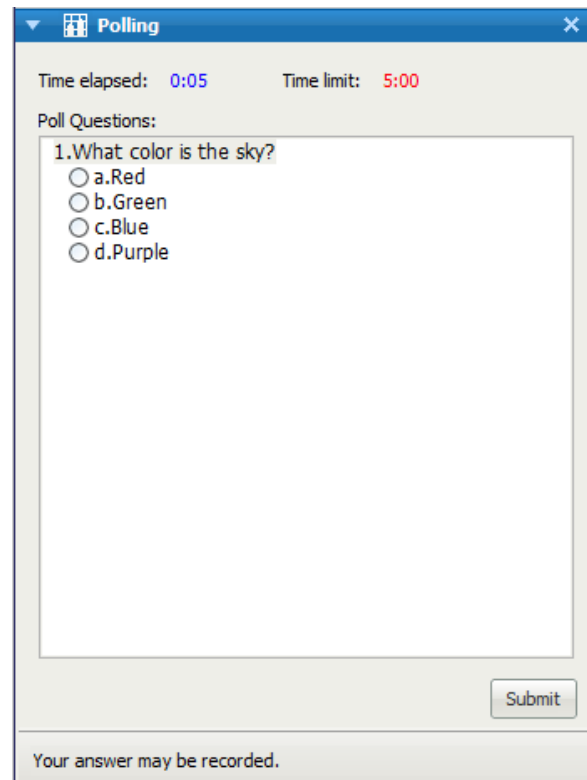 Polling
Time elapsed: 0:05 Time limit: 5:00
Poll Questions:
1.What color is the sky?
a.Red
b.Green
c.Blue
d.Purple
Submit
Your answer may be recorded.